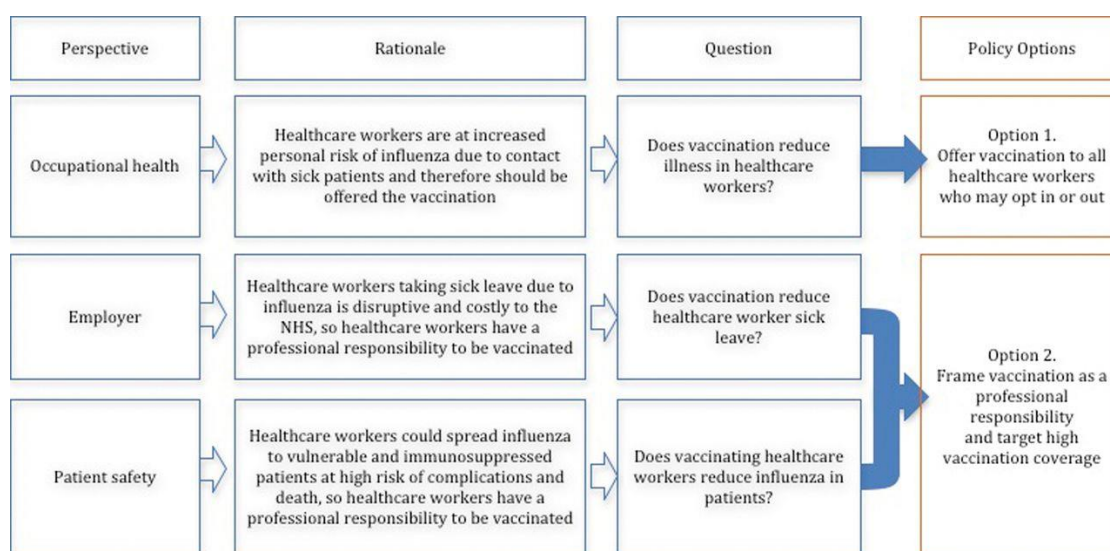 Perspective
Rationale
Question
Policy Options
Occupational health
Healthcare workers are at increased
personal risk of influenza due to contact
with sick patients and therefore should be
offered the vaccination
Does vaccination reduce
illness in healthcare
workers?
Option 1.
Offer vaccination to all
healthcare workers
who may opt in or out
Employer
Healthcare workers taking sick leave due to
influenza is disruptive and costly to the
NHS, so healthcare workers have a
professional responsibility to be vaccinated
Does vaccination reduce
healthcare worker sick
leave?
Option 2.
Frame vaccination as a
professional
responsibility
and target high
vaccination coverage
Patient safety
Healthcare workers could spread influenza
to vulnerable and immunosuppressed
patients at high risk of complications and
death, so healthcare workers have a
professional responsibility to be vaccinated
Does vaccinating healthcare
workers reduce influenza in
patients?